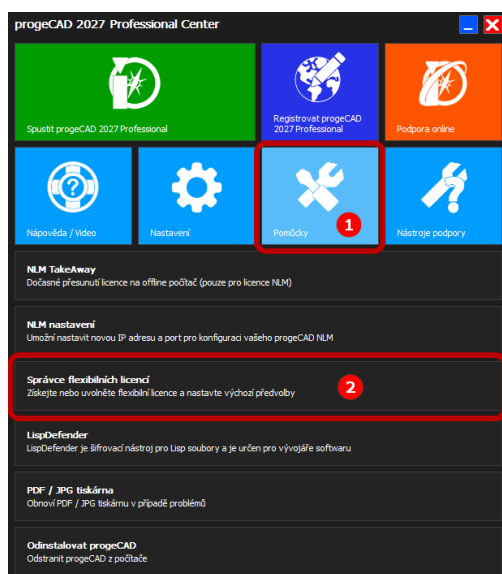 progeCAD 2027 Professional Center
Spustit progeCAD 2027 Professional
Registrovat progeCAD
2027 Professional
Podpora online
Nápověda / Video
Nastavení
Pomůcky
1
Nástroje podpory
NLM TakeAway
Dočasné přesunutí licence na offline počítač (pouze pro licence NLM)
NLM nastavení
Umožní nastavit novou IP adresu a port pro konfiguraci vašeho progeCAD NLM
Správce flexibilních licencí
Získejte nebo uvolněte flexibilní licence a nastavte výchozí předvolby
2
LispDefender
LispDefender je šifrovací nástroj pro Lisp soubory a je určen pro vývojáře softwaru
PDF / JPG tiskárna
Obnoví PDF / JPG tiskárnu v případě problémů
Odinstalovat progeCAD
Odstranit progeCAD z počítače